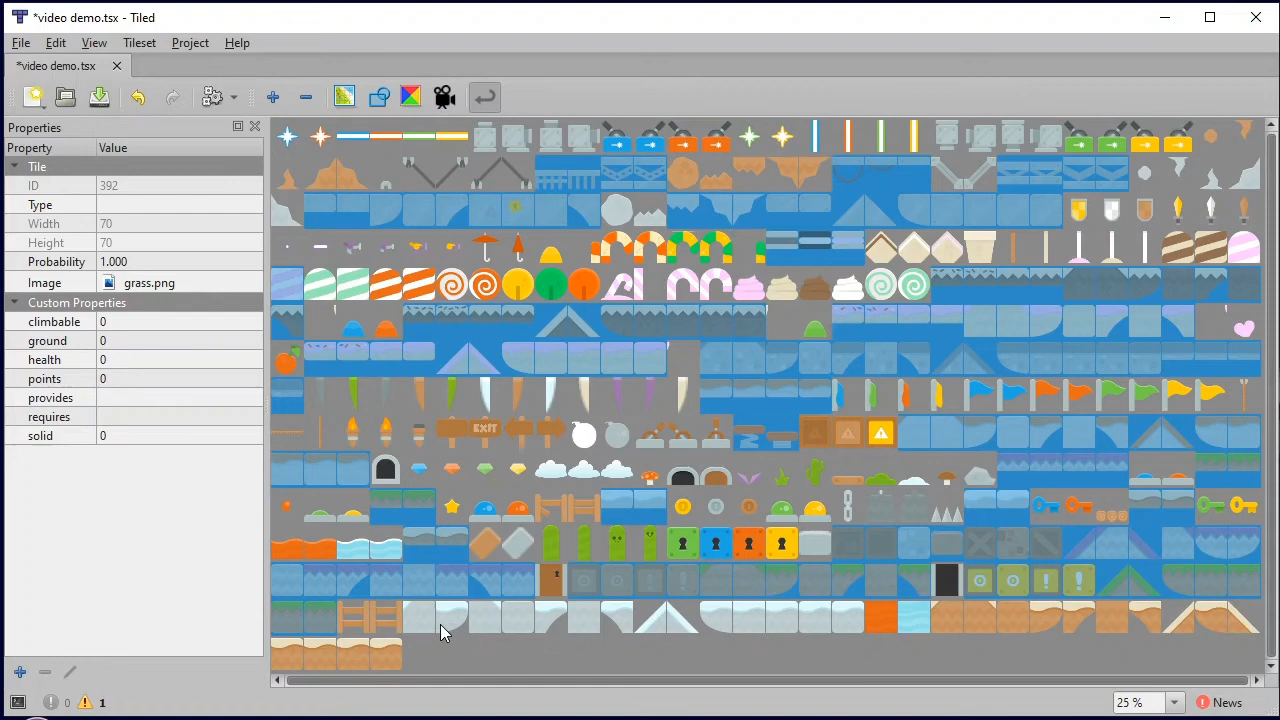 *video demo.tsx - Tiled
File Edit View Tileset Project Help
*video demo.tsx
Properties
Property Value
Tile
ID 392
Type
Width 70
Height 70
Probability 1.000
Image grass.png
Custom Properties
climbable 0
ground 0
health 0
points 0
provides
requires
solid 0
EXIT
0 1
25 %
News